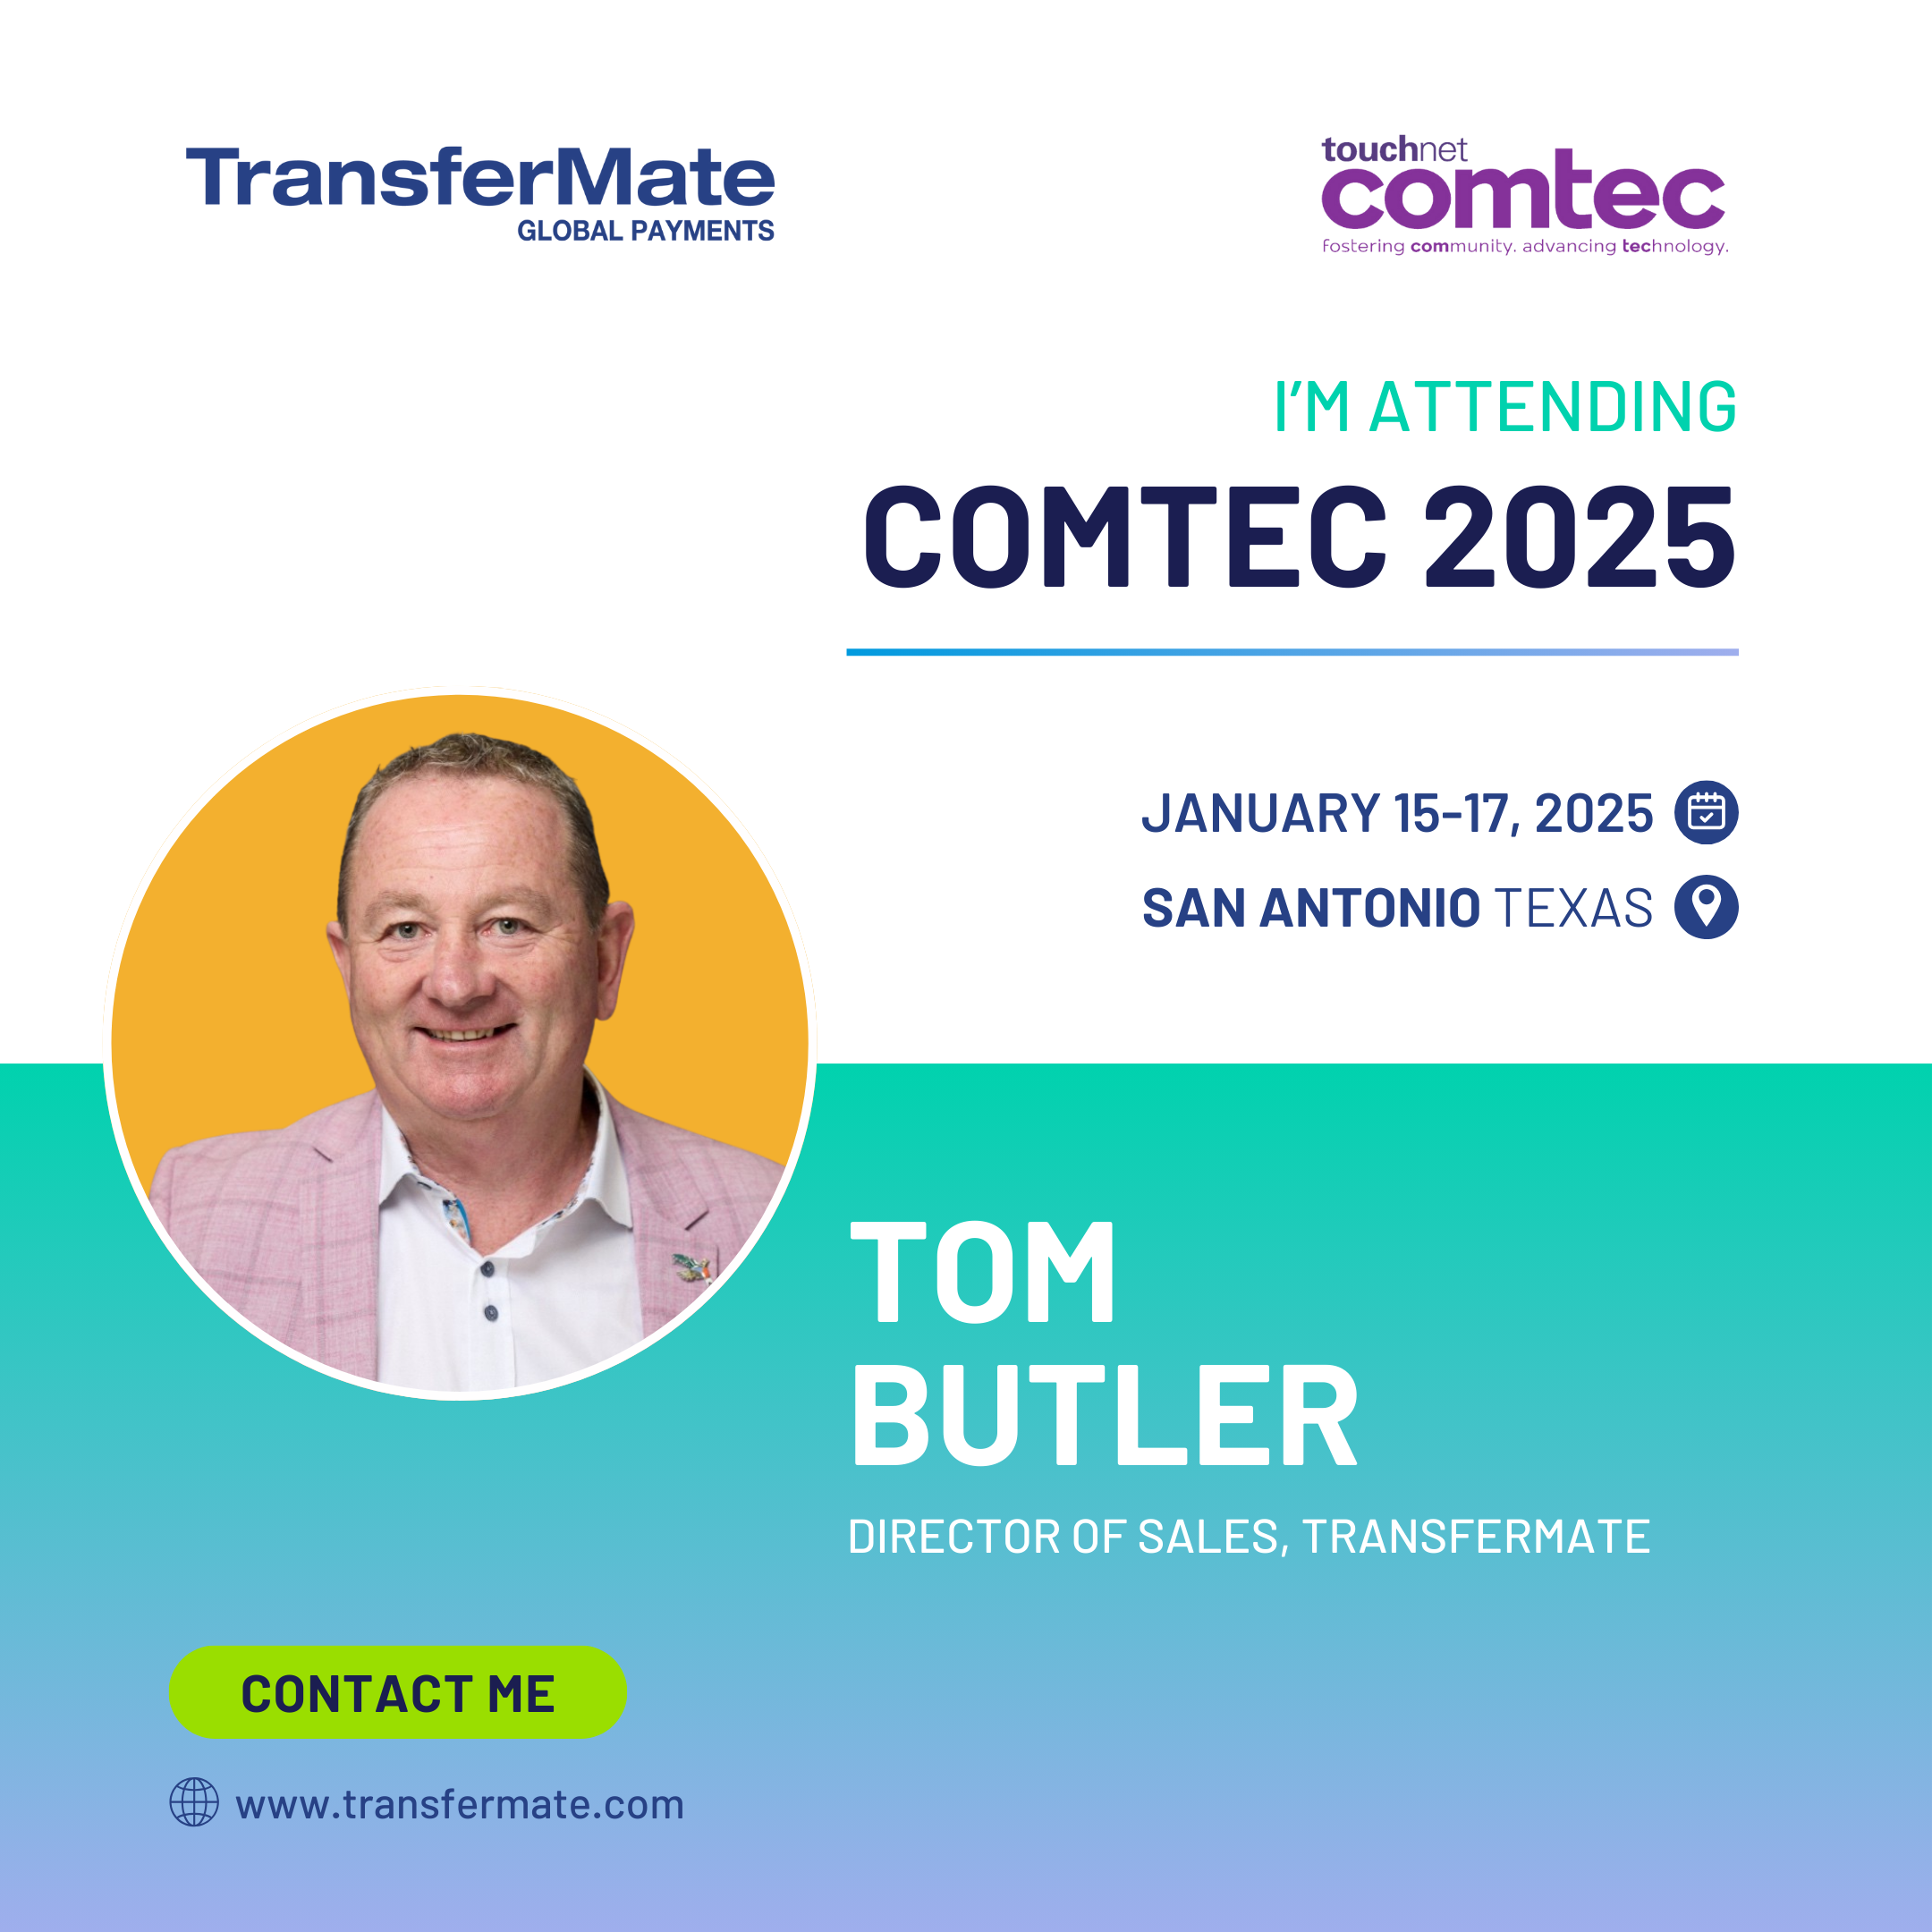 TransferMate
GLOBAL PAYMENTS
touchnet
comtec
fostering community. advancing technology.
I’M ATTENDING
COMTEC 2025
JANUARY 15-17, 2025
SAN ANTONIO TEXAS
TOM
BUTLER
DIRECTOR OF SALES, TRANSFERMATE
CONTACT ME
www.transfermate.com